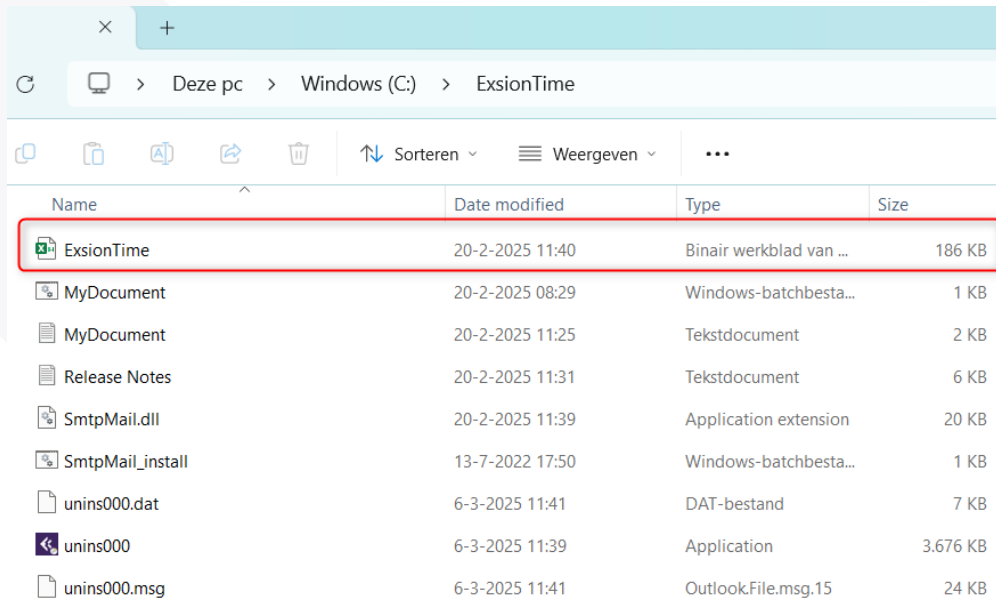 Deze pc > Windows (C:) > ExsionTime
Sorteren Weergeven ...
Name Date modified Type Size
ExsionTime 20-2-2025 11:40 Binair werkblad van ... 186 KB
MyDocument 20-2-2025 08:29 Windows-batchbesta... 1 KB
MyDocument 20-2-2025 11:25 Tekstdocument 2 KB
Release Notes 20-2-2025 11:31 Tekstdocument 6 KB
SmtpMail.dll 20-2-2025 11:39 Application extension 20 KB
SmtpMail_install 13-7-2022 17:50 Windows-batchbesta... 1 KB
unins000.dat 6-3-2025 11:41 DAT-bestand 7 KB
unins000 6-3-2025 11:39 Application 3.676 KB
unins000.msg 6-3-2025 11:41 Outlook.File.msg.15 24 KB